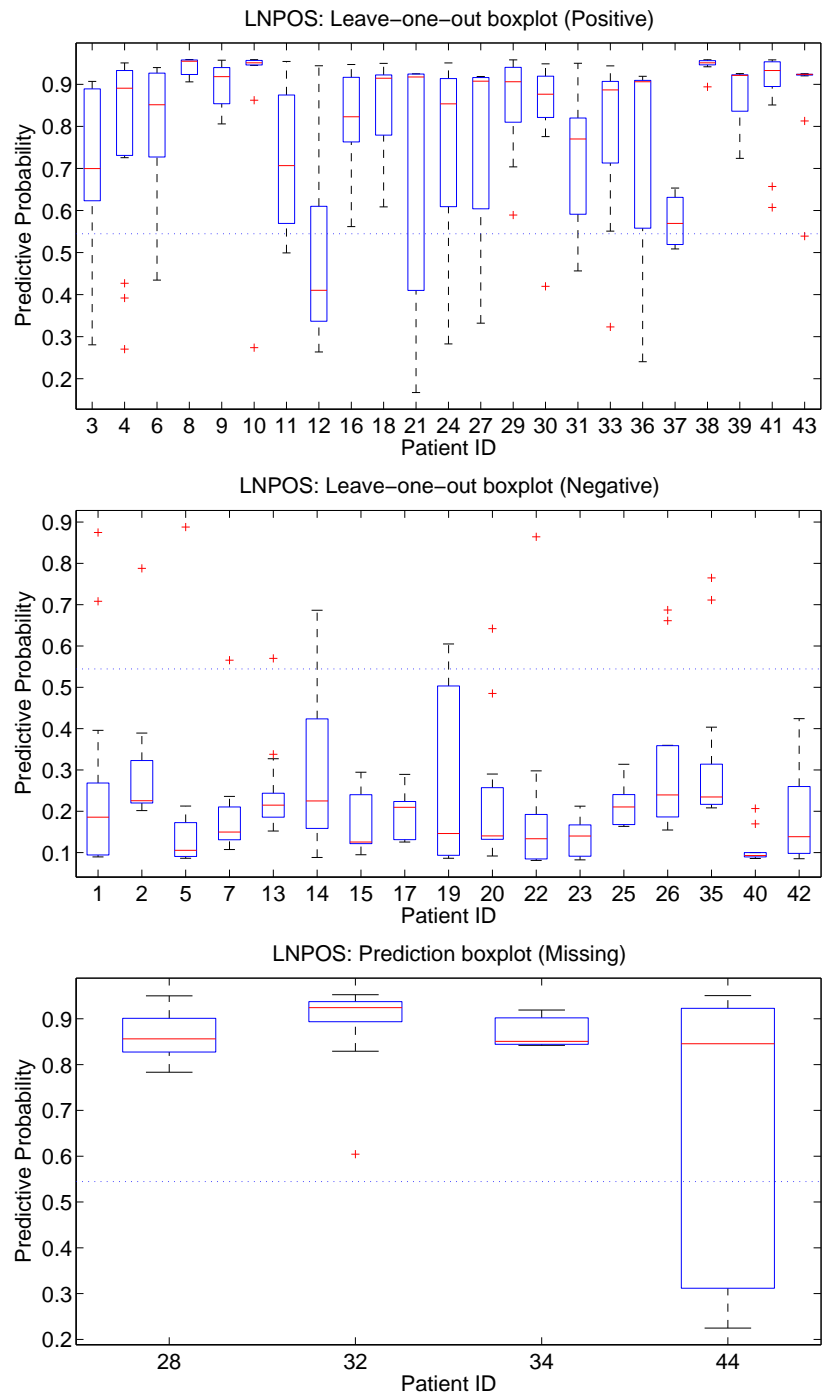 LNPOS: Leave−one−out boxplot (Positive)
Predictive Probability
0.9
0.8
0.7
0.6
0.5
0.4
0.3
0.2
3 4 6 8 9 10 11 12 16 18 21 24 27 29 30 31 33 36 37 38 39 41 43
Patient ID
LNPOS: Leave−one−out boxplot (Negative)
Predictive Probability
0.9
0.8
0.7
0.6
0.5
0.4
0.3
0.2
0.1
1 2 5 7 13 14 15 17 19 20 22 23 25 26 35 40 42
Patient ID
LNPOS: Prediction boxplot (Missing)
Predictive Probability
0.9
0.8
0.7
0.6
0.5
0.4
0.3
0.2
28 32 34 44
Patient ID